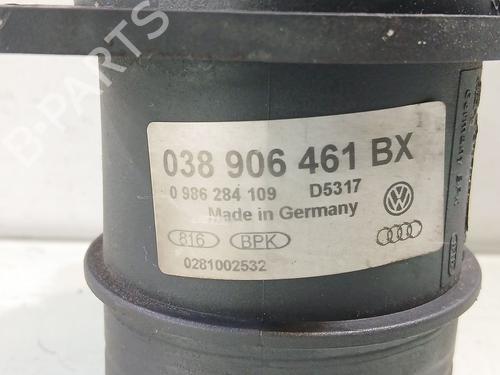 B-PARTS
038 906 461 BX
0 986 284 109 D5317
Made in Germany
816 BPK
0281002532